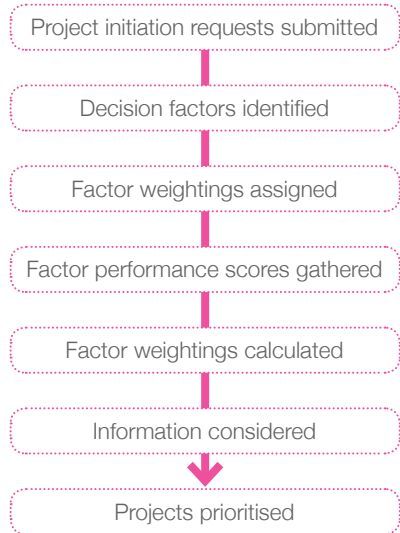 Project initiation requests submitted
Decision factors identified
Factor weightings assigned
Factor performance scores gathered
Factor weightings calculated
Information considered
Projects prioritised